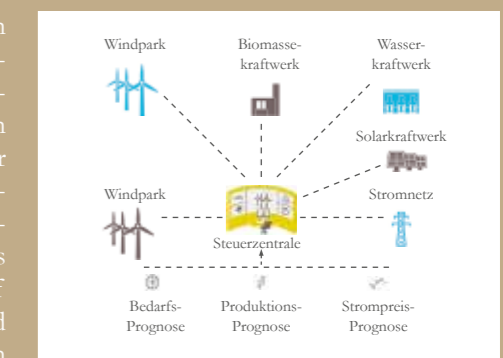 Windpark
Biomasse-
kraftwerk
Wasser-
kraftwerk
Solarkraftwerk
Windpark
Stromnetz
Steuerzentrale
Bedarfs-
Prognose
Produktions-
Prognose
Strompreis-
Prognose